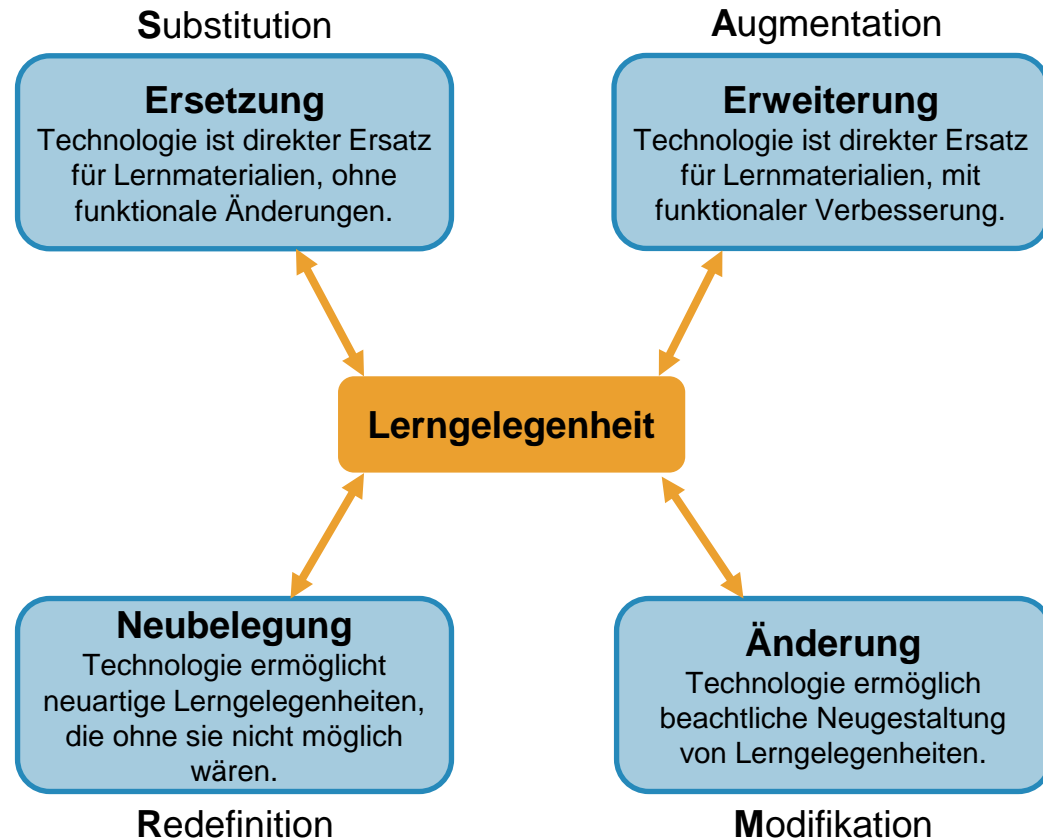 Substitution
Ersetzung
Technologie ist direkter Ersatz
für Lernmaterialien, ohne
funktionale Änderungen.
Augmentation
Erweiterung
Technologie ist direkter Ersatz
für Lernmaterialien, mit
funktionaler Verbesserung.
Lerngelegenheit
Neubelegung
Technologie ermöglicht
neuartige Lerngelegenheiten,
die ohne sie nicht möglich
wären.
Redefinition
Änderung
Technologie ermöglich
beachtliche Neugestaltung
von Lerngelegenheiten.
Modifikation